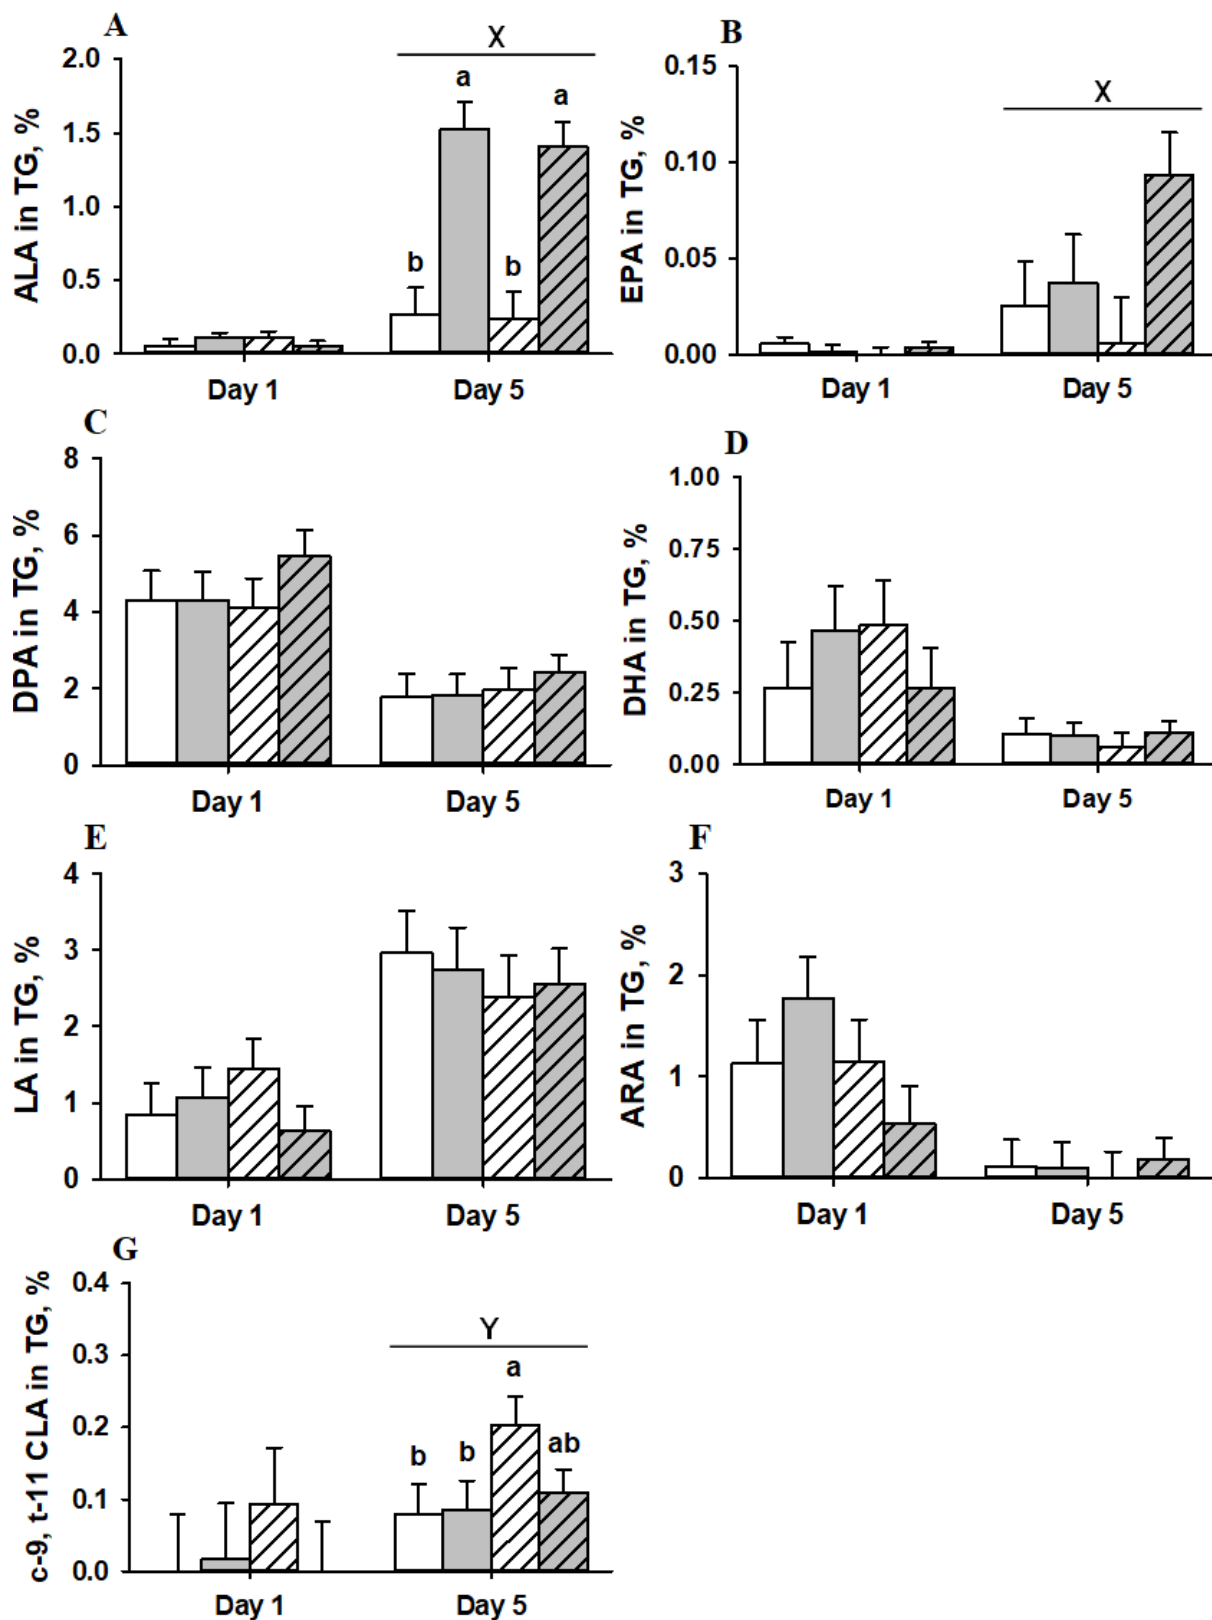 A
ALA in TG, %
2.0
1.5
1.0
0.5
0.0
X
b
a
b
a
Day 1
Day 5
B
EPA in TG, %
0.15
0.10
0.05
0.00
X
Day 1
Day 5
C
DPA in TG, %
8
6
4
2
0
Day 1
Day 5
D
DHA in TG, %
1.00
0.75
0.50
0.25
0.00
Day 1
Day 5
E
LA in TG, %
4
3
2
1
0
Day 1
Day 5
F
ARA in TG, %
3
2
1
0
Day 1
Day 5
G
c-9, t-11 CLA in TG, %
0.4
0.3
0.2
0.1
0.0
Y
b
b
a
ab
Day 1
Day 5